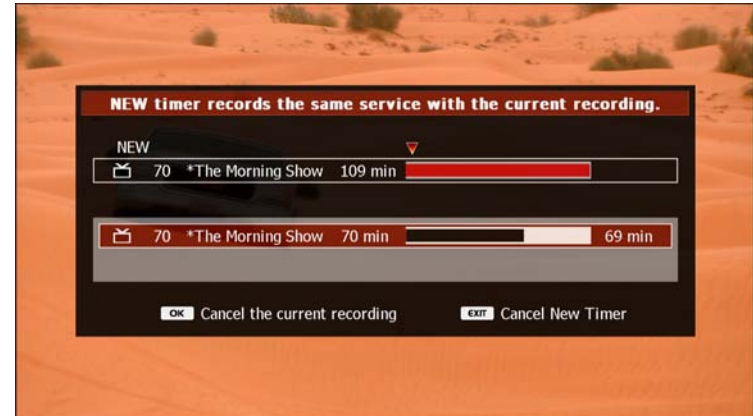 NEW timer records the same service with the current recording.
NEW
70 *The Morning Show 109 min
70 *The Morning Show 70 min 69 min
OK Cancel the current recording EXIT Cancel New Timer